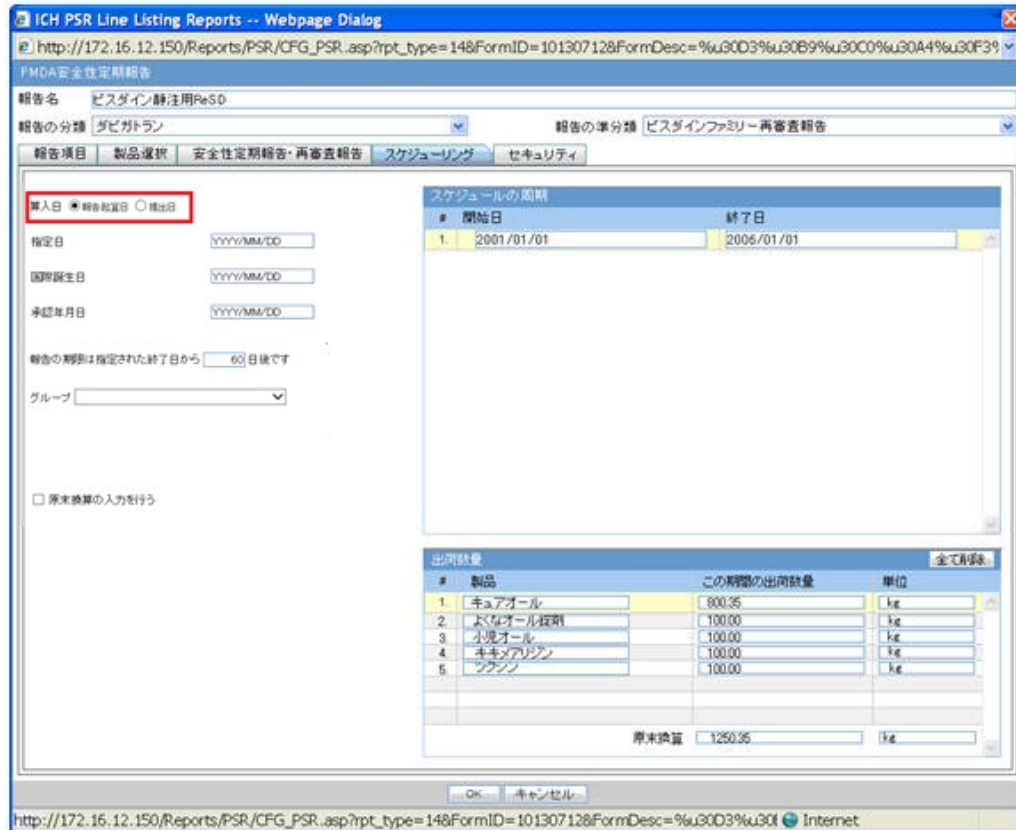 ICH PSR Line Listing Reports -- Webpage Dialog
http://172.16.12.150/Reports/PSR/CFG_PSR.asp?rpt_type=14&FormID=10130712&FormDesc=%u30D3%u30B9%u30C0%u30A4%u30F3%
PMDA安全性定期報告
報告名 ビスダイン静注用ReSD
報告の分類 ダビガトラン 報告の準分類 ビスダインファミリー再審査報告
報告項目 製品選択 安全性定期報告・再審査報告 スケジューリング セキュリティ
算入日 報告起算日 提出日
指定日 YYYY/MM/DD
国際誕生日 YYYY/MM/DD
承認年月日 YYYY/MM/DD
報告の期限は指定された終了日から 60 日後です
グループ
原末換算の入力を行う
スケジュールの周期
# 開始日 終了日
1. 2001/01/01 2006/01/01
出荷数量 全て削除
# 製品 この期間の出荷数量 単位
1. キュアオール 800.35 kg
2. よくなオール錠剤 100.00 kg
3. 小児オール 100.00 kg
4. キキメアリジン 100.00 kg
5. ツクシン 100.00 kg
原末換算 1250.35 kg
OK キャンセル
http://172.16.12.150/Reports/PSR/CFG_PSR.asp?rpt_type=14&FormID=10130712&FormDesc=%u30D3%u30( Internet